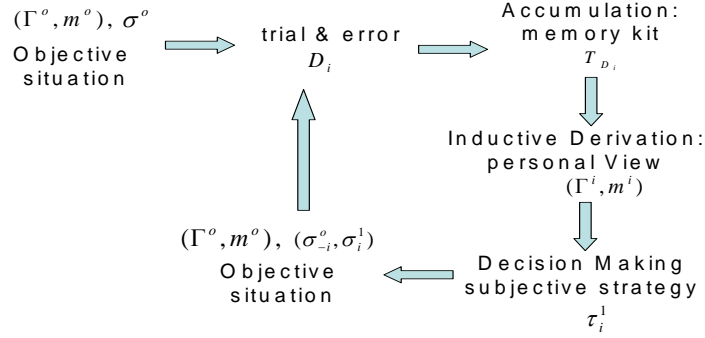 (Γ^o, m^o), σ^o
Objective
situation
trial & error
D_i
Accumulation:
memory kit
T_{D_i}
Inductive Derivation:
personal View
(Γ^i, m^i)
Decision Making
subjective strategy
τ_i^1
(Γ^o, m^o), (σ_{-i}^o, σ_i^1)
Objective
situation